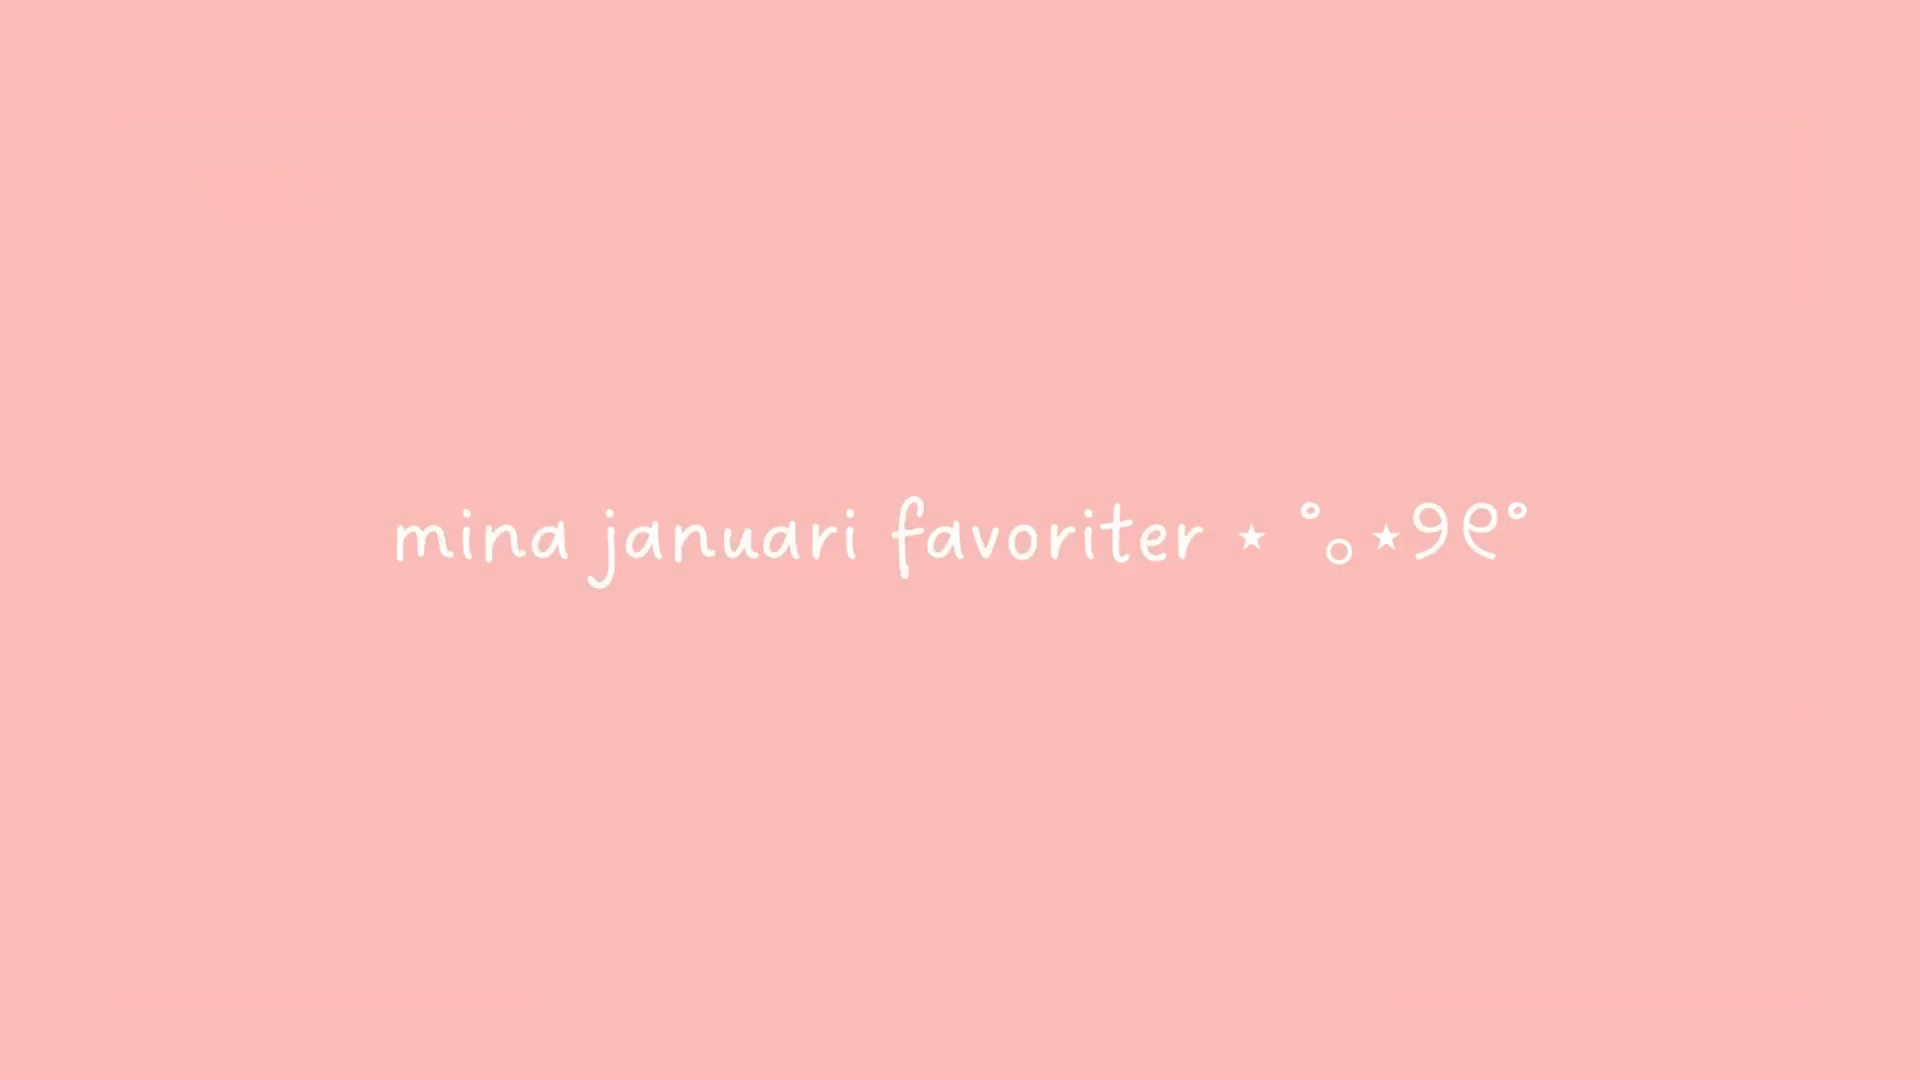 mina januari favoriter ⋆ ˚｡⋆୨୧˚